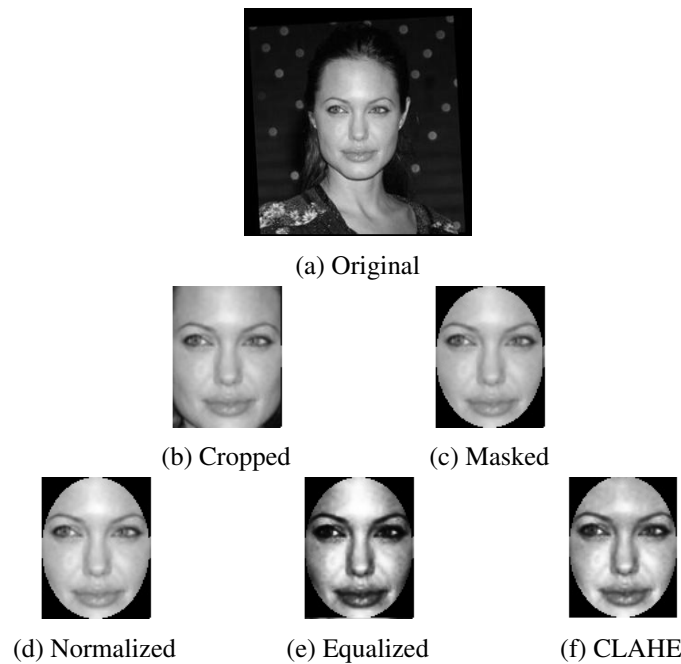 (a) Original
(b) Cropped
(c) Masked
(d) Normalized
(e) Equalized
(f) CLAHE